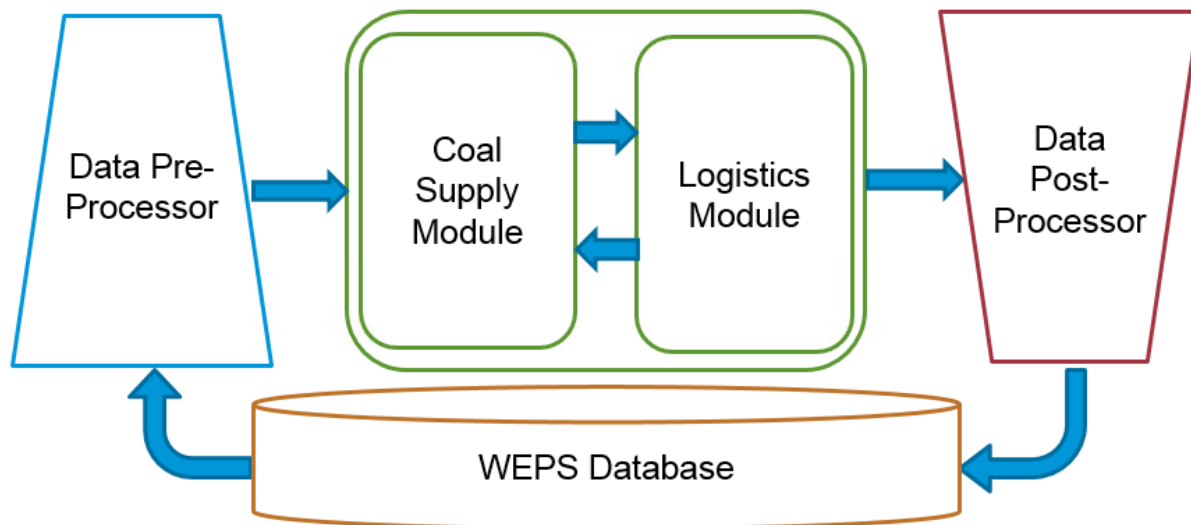 Data Pre-
Processor
Coal
Supply
Module
Logistics
Module
Data
Post-
Processor
WEPS Database